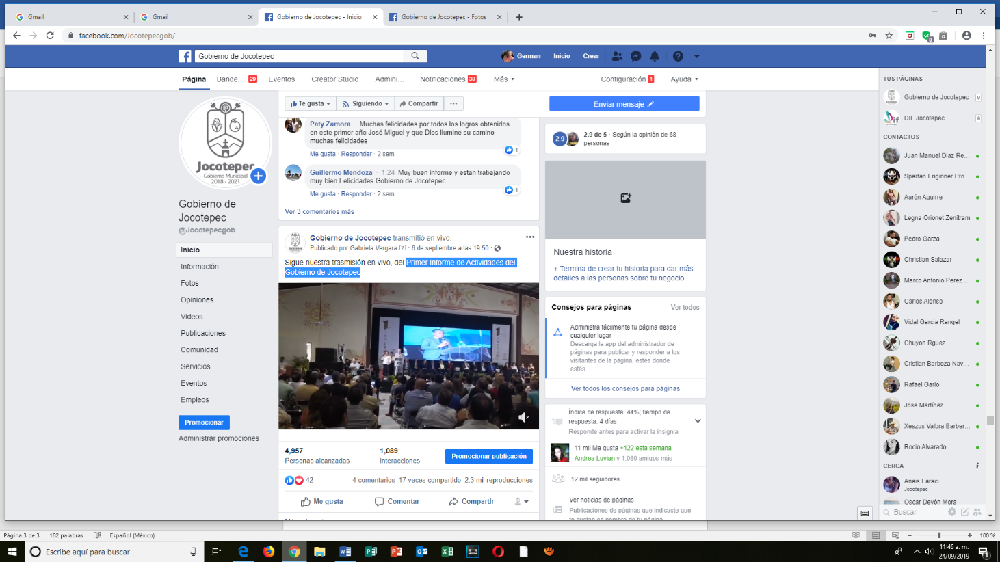 Gmail
Gmail
Gobierno de Jocotepec - Inicio
Gobierno de Jocotepec - Fotos
facebook.com/Jocotepecgob/
Gobierno de Jocotepec
German
Inicio
Crear
Página
Bande... 29
Eventos
Creator Studio
Admini...
Notificaciones 30
Más
Configuración 1
Ayuda
Jocotepec
Gobierno Municipal
2018 - 2021
Gobierno de
Jocotepec
@Jocotepecgob
Inicio
Información
Fotos
Opiniones
Videos
Publicaciones
Comunidad
Servicios
Eventos
Empleos
Promocionar
Administrar promociones
Te gusta
Siguiendo
Compartir
Enviar mensaje
Paty Zamora · Muchas felicidades por todos los logros obtenidos
en este primer año José Miguel y que Dios ilumine su camino
muchas felicidades
1
Me gusta · Responder · 2 sem
Guillermo Mendoza · 1:24 Muy buen informe y estan trabajando
muy bien Felicidades Gobierno de Jocotepec
1
Me gusta · Responder · 2 sem
Ver 3 comentarios más
Gobierno de Jocotepec transmitió en vivo.
Publicado por Gabriela Vergara [?] · 6 de septiembre a las 19:50 ·
Sigue nuestra trasmisión en vivo, del Primer Informe de Actividades del
Gobierno de Jocotepec
4,957
Personas alcanzadas
1,089
Interacciones
Promocionar publicación
42
4 comentarios 17 veces compartido 2.3 mil reproducciones
Me gusta
Comentar
Compartir
2.9
2.9 de 5 · Según la opinión de 68
personas
Nuestra historia
+ Termina de crear tu historia para dar más
detalles a las personas sobre tu negocio.
Consejos para páginas
Ver todos
Administra fácilmente tu página desde
cualquier lugar
Descarga la app del administrador de
páginas para publicar y responder a los
visitantes de la página, estés donde
estés.
Ver todos los consejos para páginas
Índice de respuesta: 44%; tiempo de
respuesta: 4 días
Responde antes para activar la insignia
11 mil Me gusta +122 esta semana
Andrea Luvian y 1,080 amigos más
12 mil seguidores
Ver noticias de páginas
Publicaciones de páginas que indicaste que
te gustan en nombre de tu página
TUS PÁGINAS
Gobierno de Jocotepec 9
DIF Jocotepec 9
CONTACTOS
Juan Manuel Diaz Re...
Spartan Enginner Pro...
Aarón Aguirre
Legna Orionet Zenitram
Pedro Garza
Christian Salazar
Marco Antonio Perez ...
Carlos Alonso
Vidal Garcia Rangel
Chuyon Rguez
Cristian Barboza Nav...
Rafael Garlo
Jose Martínez
Xeszus Valbra Barber...
Rocio Alvarado
CERCA
Anais Faraci
Jocotepec
Oscar Devón Mora
Buscar
Página 3 de 3
182 palabras
Español (México)
100 %
Escribe aquí para buscar
11:46 a. m.
24/09/2019
1